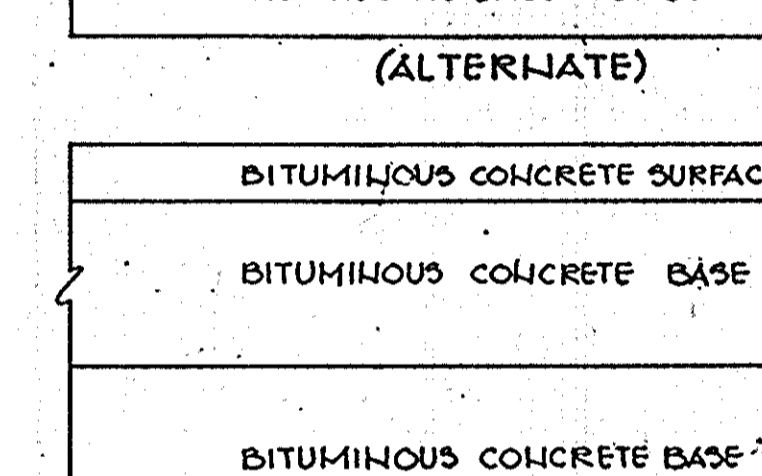 (ALTERNATE)
BITUMINOUS CONCRETE SURFAC
BITUMINOUS CONCRETE BASE
BITUMINOUS CONCRETE BASE